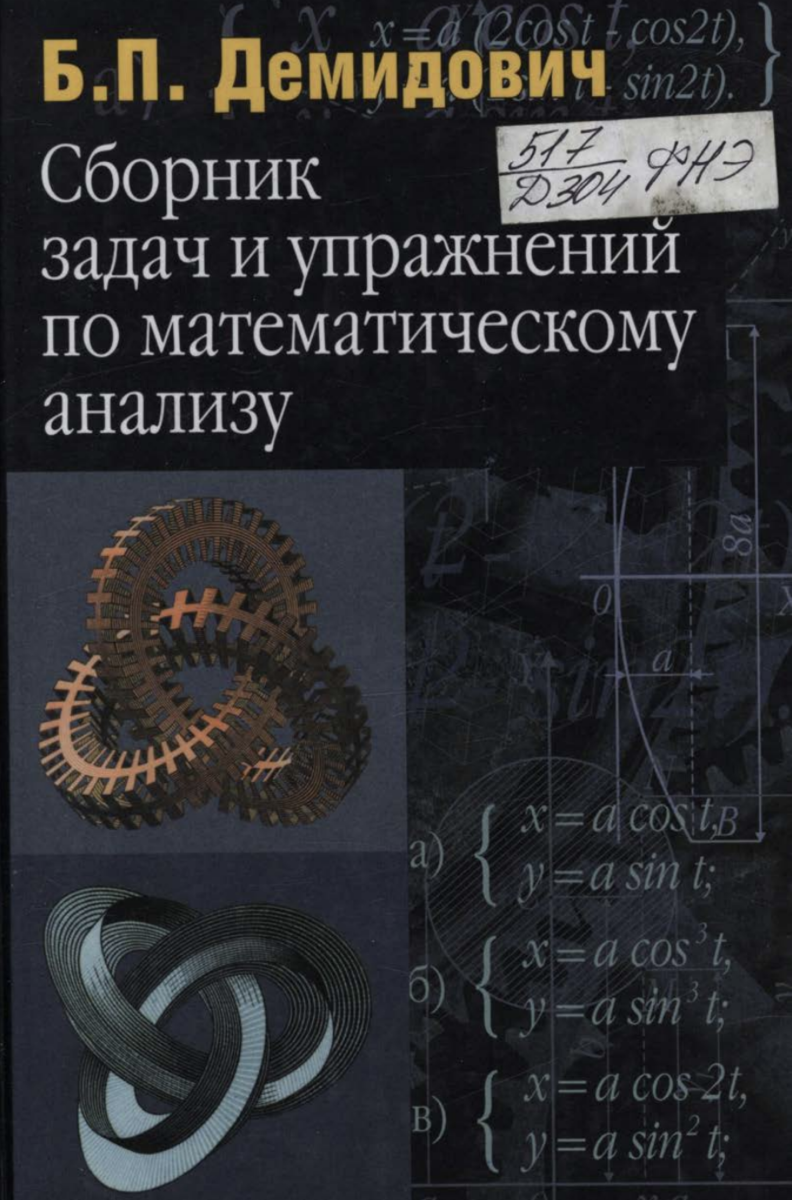 x = a (2cos t - cos2t),
sin2t).
Б.П. Демидович
517
Д304 ФНЭ
Сборник
задач и упражнений
по математическому
анализу
8a
0
X
a
Y
B
а) { x = a cos t,
y = a sin t;
б) { x = a cos³ t,
y = a sin³ t;
в) { x = a cos 2t,
y = a sin² t;